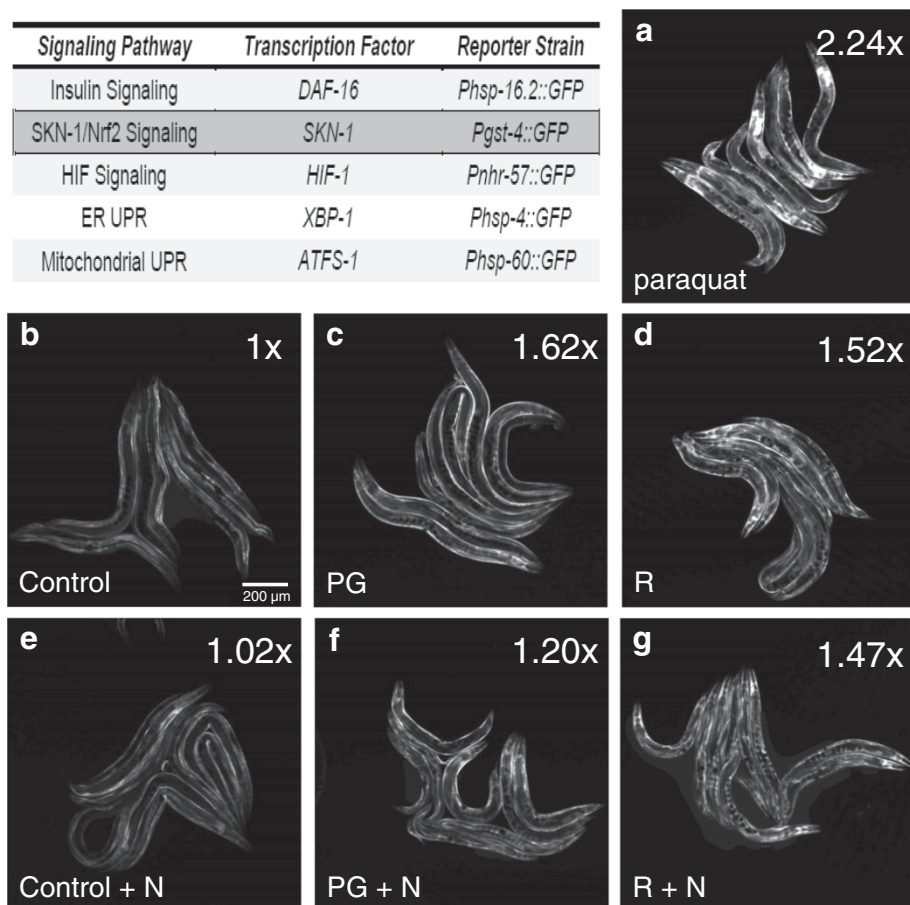 Signaling Pathway Transcription Factor Reporter Strain
Insulin Signaling DAF-16 Phsp-16.2::GFP
SKN-1/Nrf2 Signaling SKN-1 Pgst-4::GFP
HIF Signaling HIF-1 Pnhr-57::GFP
ER UPR XBP-1 Phsp-4::GFP
Mitochondrial UPR ATFS-1 Phsp-60::GFP
a 2.24x
paraquat
b 1x
Control
200 µm
c 1.62x
PG
d 1.52x
R
e 1.02x
Control + N
f 1.20x
PG + N
g 1.47x
R + N